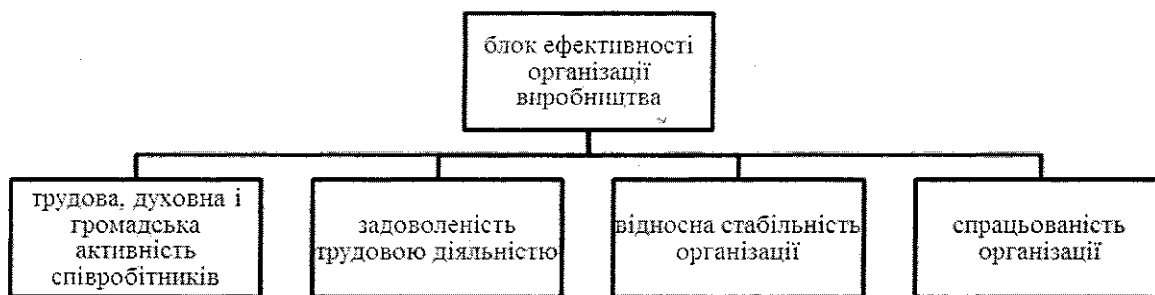 блок ефективності
організації
виробництва
трудова, духовна і
громадська
активність
співробітників
задоволеність
трудовою діяльністю
відносна стабільність
організації
спрацьованість
організації